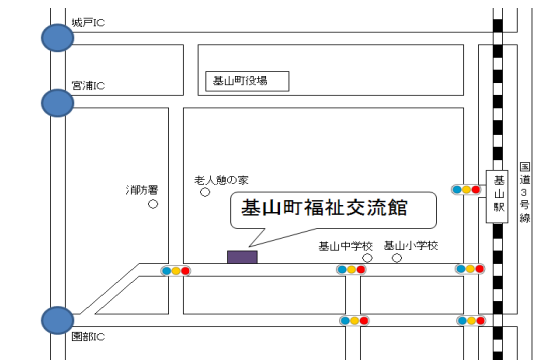 城戸IC
宮浦IC
基山町役場
国道3号線
基山駅
老人憩の家
消防署
基山町福祉交流館
基山中学校
基山小学校
園部IC